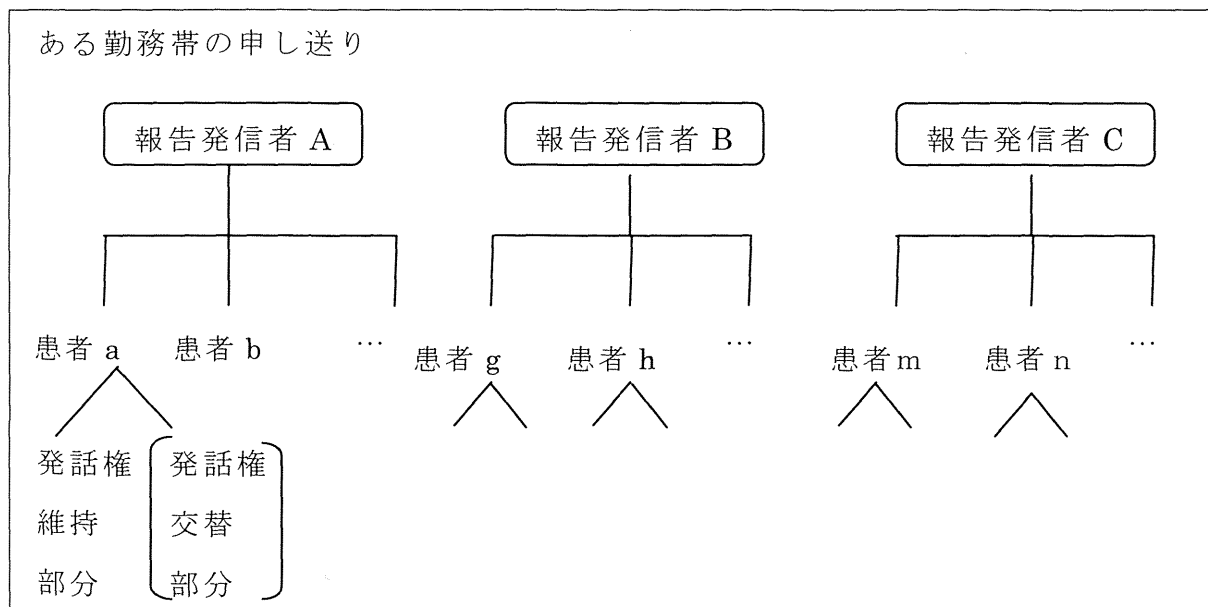 ある勤務帯の申し送り
報告発信者 A
報告発信者 B
報告発信者 C
患者 a
患者 b
…
患者 g
患者 h
…
患者 m
患者 n
…
発話権
維持
部分
発話権
交替
部分